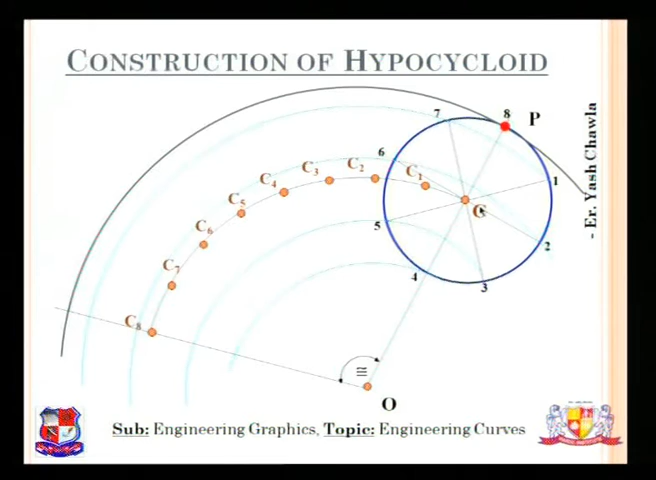 CONSTRUCTION OF HYPOCYCLOID
7
8
P
- Er. Yash Chawla
6
C1
1
C2
C3
C4
C5
C
5
2
C6
C7
4
3
C8
≅
O
Sub: Engineering Graphics, Topic: Engineering Curves